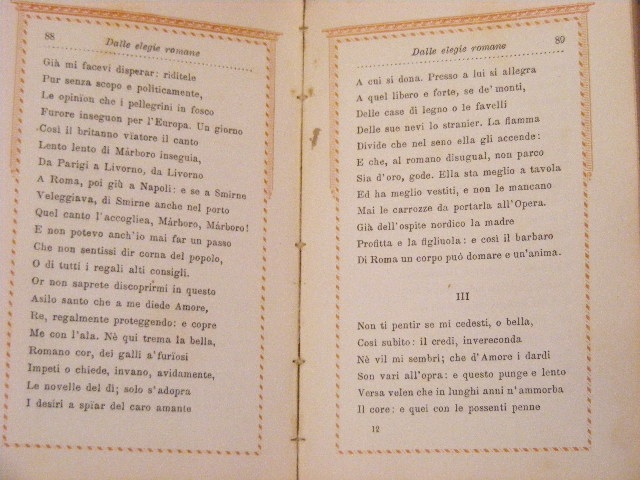 88
Dalle elegie romane
Già mi facevi disperar: riditele
Pur senza scopo e politicamente,
Le opinion che i pellegrini in fosco
Furore inseguon per l'Europa. Un giorno
Così il britanno viatore il canto
Lento lento di Márboro inseguia,
Da Parigi a Livorno, da Livorno
A Roma, poi già a Napoli: e se a Smirne
Veleggiava, di Smirne anche nel porto
Quel canto l'accogliea, Márboro, Márboro!
E non potevo anch'io mai far un passo
Che non sentissi dir corna del popolo,
O di tutti i regali alti consigli.
Or non saprete discoprirmi in questo
Asilo santo che a me diede Amore,
Re, regalmente proteggendo: e copre
Me con l'ala. Nè qui trema la bella,
Romano cor, dei galli a' furïosi
Impeti o chiede, invano, avidamente,
Le novelle del dì; solo s'adopra
I desiri a spiar del caro amante
Dalle elegie romane
89
A cui si dona. Presso a lui si allegra
A quel libero e forte, se de' monti,
Delle case di legno o le favelli
Delle sue nevi lo stranier. La fiamma
Divide che nel seno ella gli accende:
E che, al romano disugual, non parco
Sia d'oro, gode. Ella sta meglio a tavola
Ed ha meglio vestiti, e non le mancano
Mai le carrozze da portarla all'Opera.
Già dell'ospite nordico la madre
Profitta e la figliuola: e così il barbaro
Di Roma un corpo può domare e un'anima.
III
Non ti pentir se mi cedesti, o bella,
Così subito: il credi, invereconda
Nè vil mi sembri; che d'Amore i dardi
Son vari all'opra: e questo punge e lento
Versa velen che in lunghi anni n'ammorba
Il core: e quei con le possenti penne
12